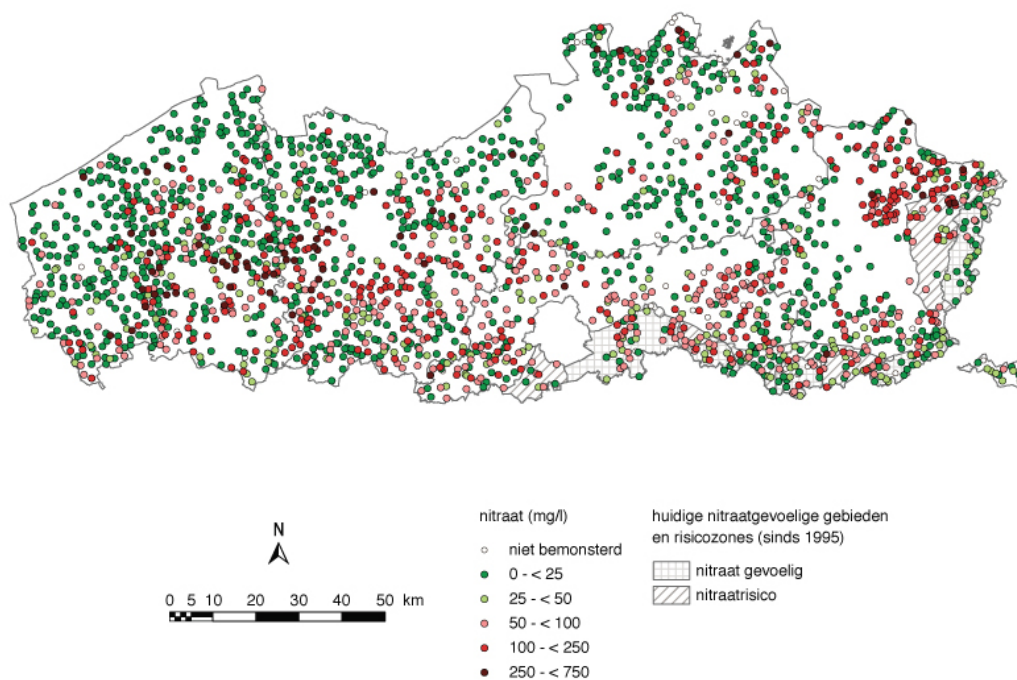 N
0 5 10 20 30 40 50 km
nitraat (mg/l)
niet bemonsterd
0 - < 25
25 - < 50
50 - < 100
100 - < 250
250 - < 750
huidige nitraatgevoelige gebieden
en risicozones (sinds 1995)
nitraat gevoelig
nitraatrisico